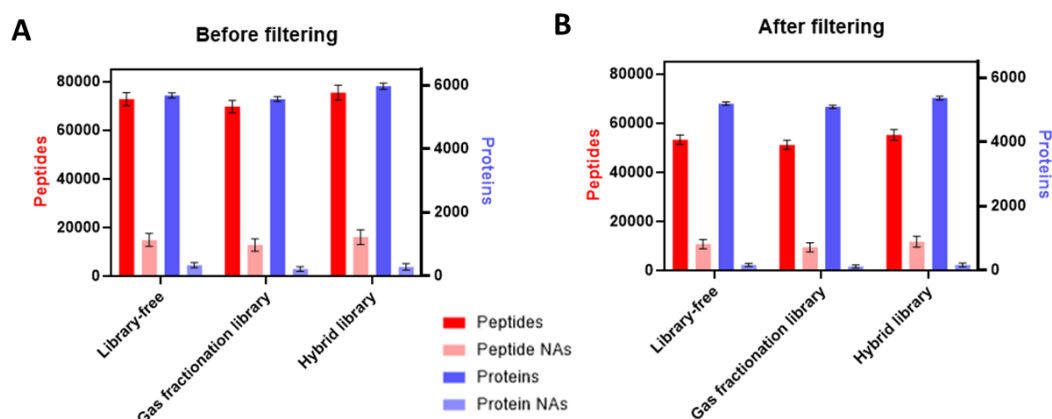 A
Before filtering
80000
60000
40000
20000
0
Peptides
6000
4000
2000
0
Proteins
Library-free
Gas fractionation library
Hybrid library
Peptides
Peptide NAs
Proteins
Protein NAs
B
After filtering
80000
60000
40000
20000
0
Peptides
6000
4000
2000
0
Proteins
Library-free
Gas fractionation library
Hybrid library